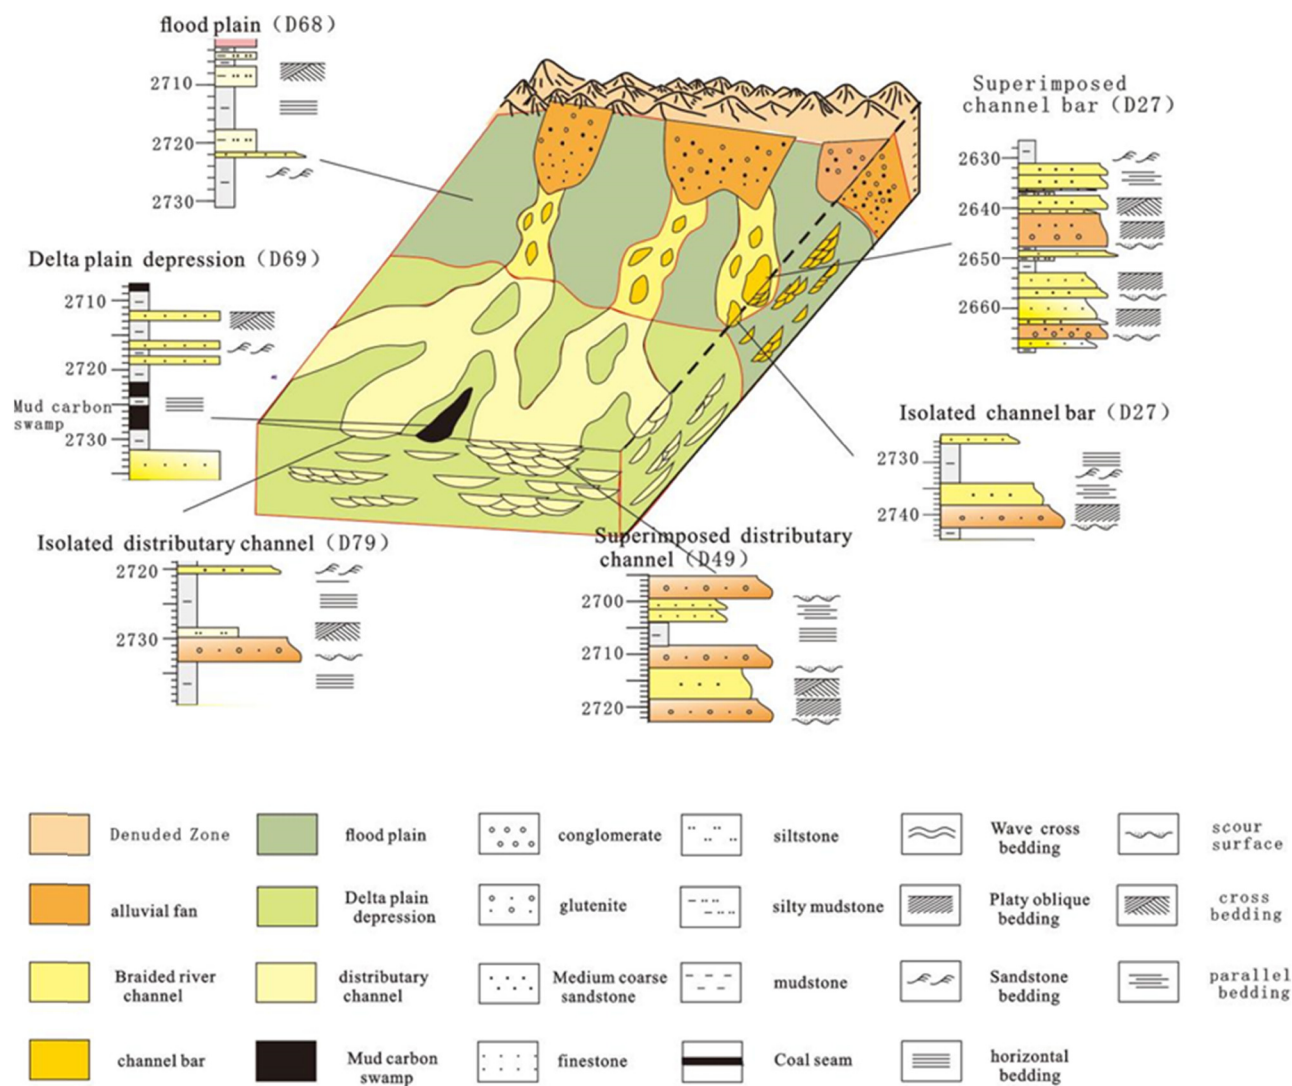 flood plain (D68)
2710
2720
2730
Superimposed
channel bar (D27)
2630
2640
2650
2660
Delta plain depression (D69)
2710
2720
Mud carbon
swamp
2730
Isolated channel bar (D27)
2730
2740
Isolated distributary channel (D79)
2720
2730
Superimposed distributary
channel (D49)
2700
2710
2720
Denuded Zone
flood plain
conglomerate
siltstone
Wave cross
bedding
scour
surface
alluvial fan
Delta plain
depression
glutenite
silty mudstone
Platy oblique
bedding
cross
bedding
Braided river
channel
distributary
channel
Medium coarse
sandstone
mudstone
Sandstone
bedding
parallel
bedding
channel bar
Mud carbon
swamp
finestone
Coal seam
horizontal
bedding